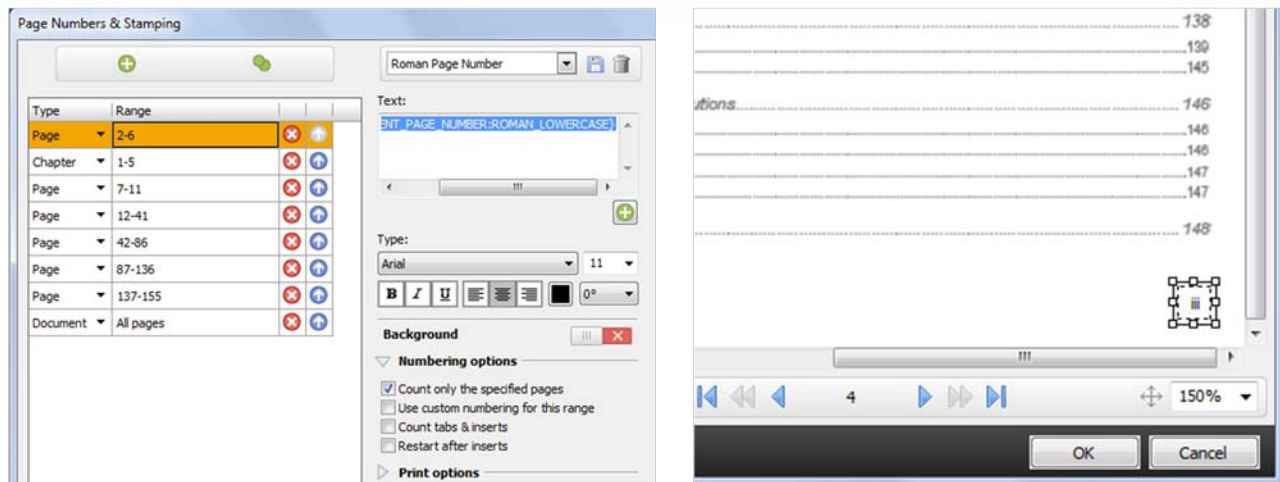 Page Numbers & Stamping
Roman Page Number
Type Range
Page 2-6
Chapter 1-5
Page 7-11
Page 12-41
Page 42-86
Page 87-136
Page 137-155
Document All pages
Text:
ENT_PAGE_NUMBER:ROMAN_LOWERCASE}
Type:
Arial 11
B I U 0°
Background
Numbering options
Count only the specified pages
Use custom numbering for this range
Count tabs & inserts
Restart after inserts
Print options
138
139
145
utions 146
146
146
147
147
148
iii
4 150%
OK Cancel